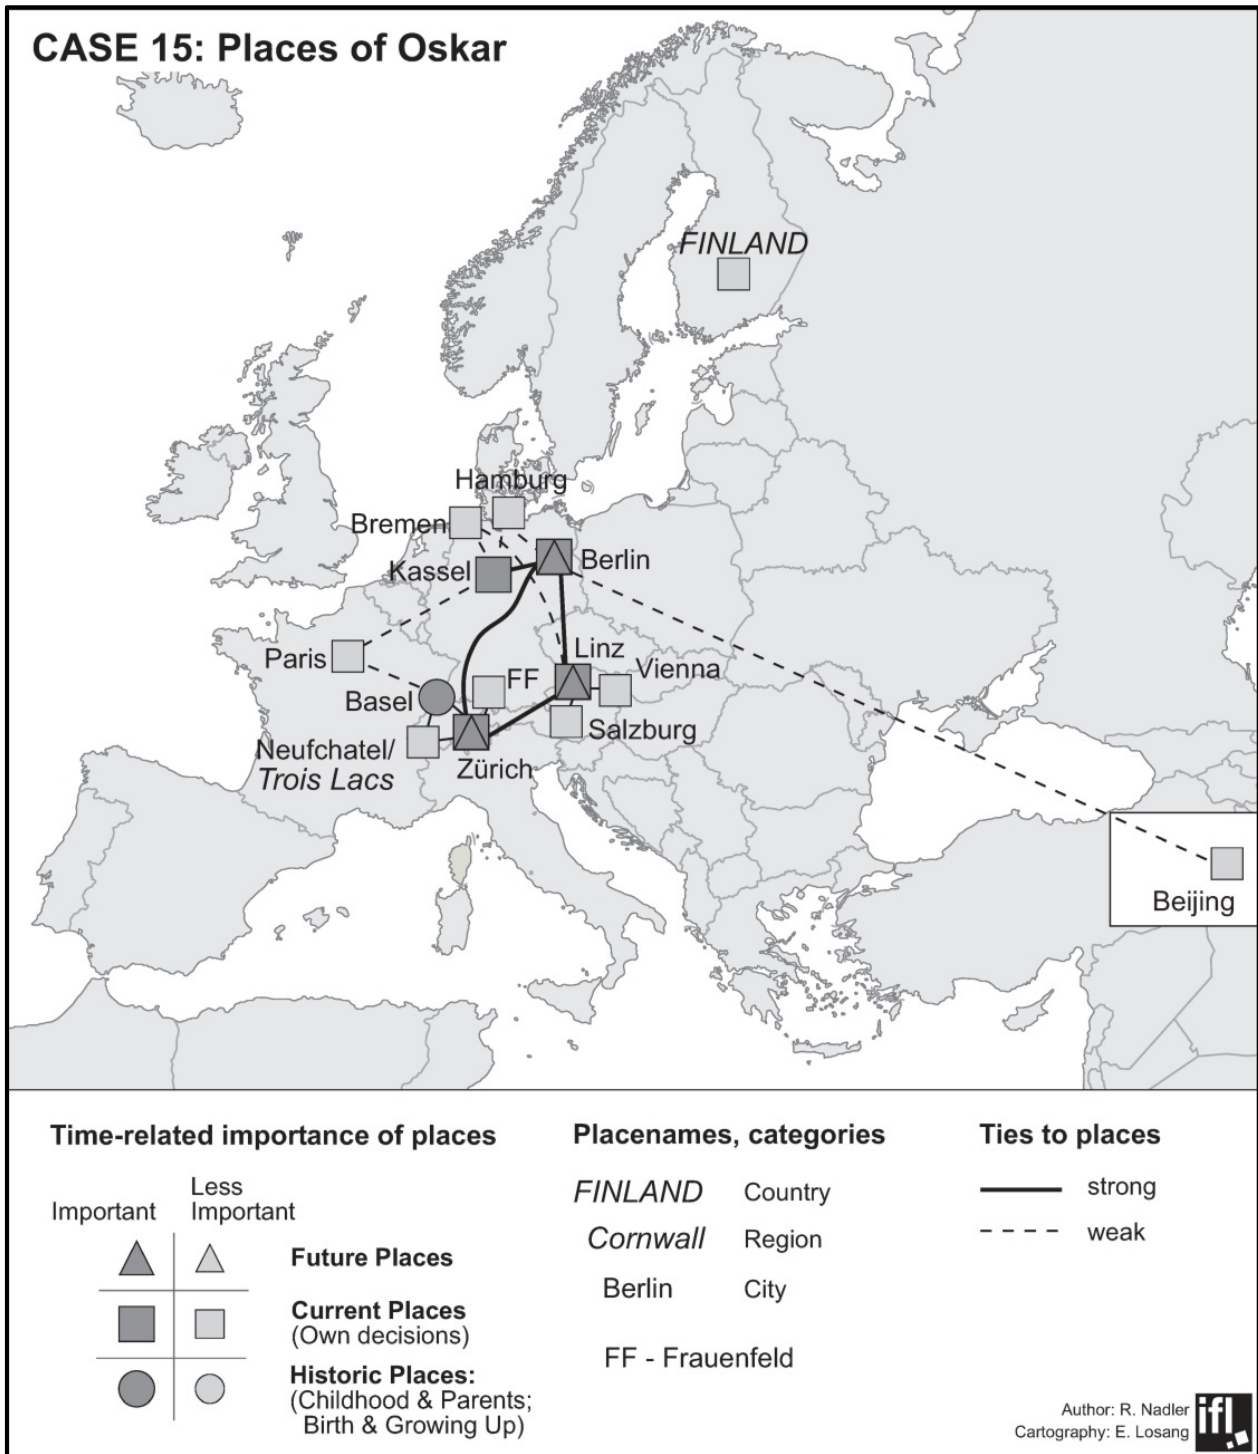 CASE 15: Places of Oskar
FINLAND
Hamburg
Bremen
Kassel
Berlin
Paris
Linz
Vienna
FF
Basel
Salzburg
Neufchatel/
Trois Lacs
Zürich
Beijing
Time-related importance of places
Important
Less
Important
Future Places
Current Places
(Own decisions)
Historic Places:
(Childhood & Parents;
Birth & Growing Up)
Placenames, categories
FINLAND Country
Cornwall Region
Berlin City
FF - Frauenfeld
Ties to places
strong
weak
Author: R. Nadler
Cartography: E. Losang
ifl